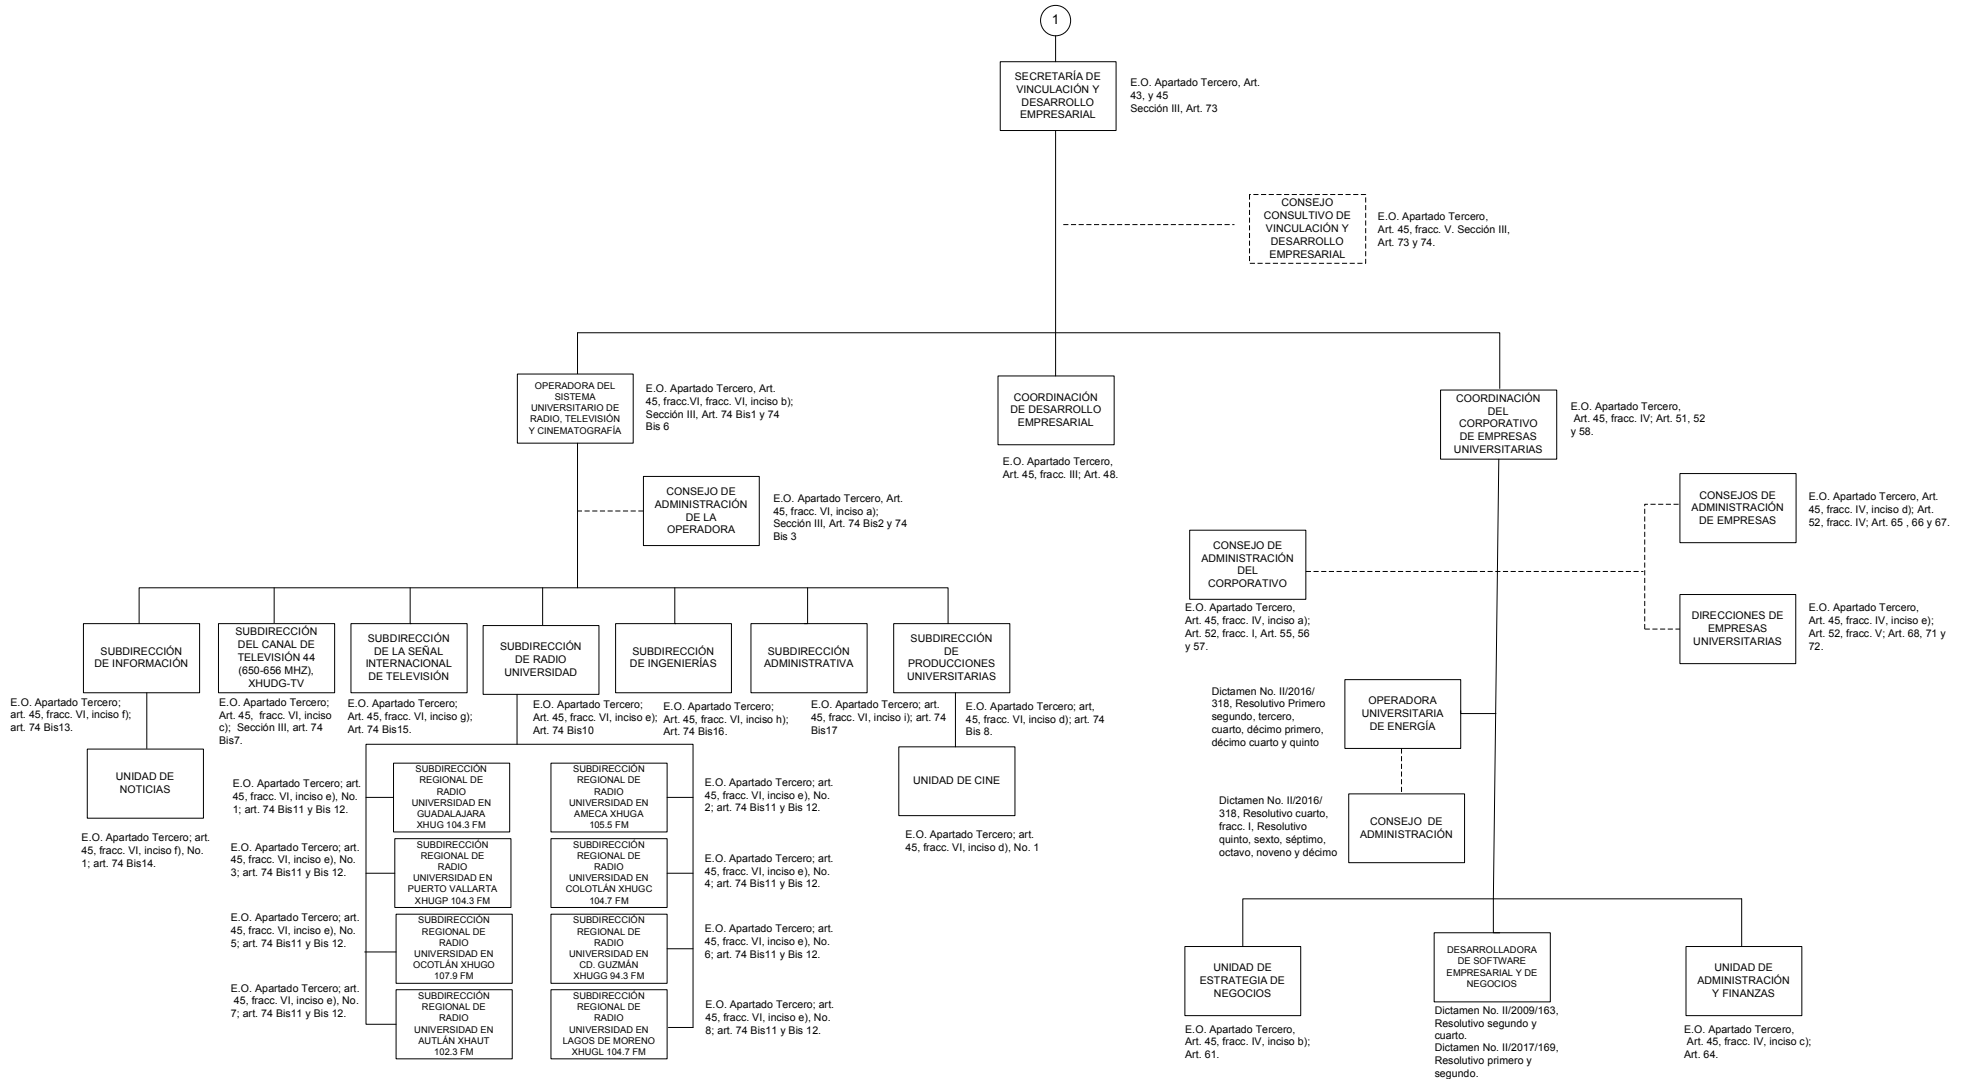 1
SECRETARÍA DE
VINCULACIÓN Y
DESARROLLO
EMPRESARIAL
E.O. Apartado Tercero, Art.
43, y 45
Sección III, Art. 73
CONSEJO
CONSULTIVO DE
VINCULACIÓN Y
DESARROLLO
EMPRESARIAL
E.O. Apartado Tercero,
Art. 45, fracc. V. Sección III,
Art. 73 y 74.
OPERADORA DEL
SISTEMA
UNIVERSITARIO DE
RADIO, TELEVISIÓN
Y CINEMATOGRAFÍA
E.O. Apartado Tercero, Art.
45, fracc.VI, fracc. VI, inciso b);
Sección III, Art. 74 Bis1 y 74
Bis 6
COORDINACIÓN
DE DESARROLLO
EMPRESARIAL
E.O. Apartado Tercero,
Art. 45, fracc. III; Art. 48.
COORDINACIÓN
DEL
CORPORATIVO
DE EMPRESAS
UNIVERSITARIAS
E.O. Apartado Tercero,
Art. 45, fracc. IV; Art. 51, 52
y 58.
CONSEJO DE
ADMINISTRACIÓN
DE LA
OPERADORA
E.O. Apartado Tercero, Art.
45, fracc. VI, inciso a);
Sección III, Art. 74 Bis2 y 74
Bis 3
CONSEJOS DE
ADMINISTRACIÓN
DE EMPRESAS
E.O. Apartado Tercero, Art.
45, fracc. IV, inciso d); Art.
52, fracc. IV; Art. 65 , 66 y 67.
CONSEJO DE
ADMINISTRACIÓN
DEL
CORPORATIVO
E.O. Apartado Tercero,
Art. 45, fracc. IV, inciso a);
Art. 52, fracc. I, Art. 55, 56
y 57.
DIRECCIONES DE
EMPRESAS
UNIVERSITARIAS
E.O. Apartado Tercero,
Art. 45, fracc. IV, inciso e);
Art. 52, fracc. V; Art. 68, 71 y
72.
SUBDIRECCIÓN
DE INFORMACIÓN
E.O. Apartado Tercero;
art. 45, fracc. VI, inciso f);
art. 74 Bis13.
SUBDIRECCIÓN
DEL CANAL DE
TELEVISIÓN 44
(650-656 MHZ),
XHUDG-TV
E.O. Apartado Tercero;
Art. 45, fracc. VI, inciso
c); Sección III, art. 74
Bis7.
SUBDIRECCIÓN
DE LA SEÑAL
INTERNACIONAL
DE TELEVISIÓN
E.O. Apartado Tercero;
Art. 45, fracc. VI, inciso g);
Art. 74 Bis15.
SUBDIRECCIÓN
DE RADIO
UNIVERSIDAD
E.O. Apartado Tercero;
Art. 45, fracc. VI, inciso e);
Art. 74 Bis10
SUBDIRECCIÓN
DE INGENIERÍAS
E.O. Apartado Tercero;
Art. 45, fracc. VI, inciso h);
Art. 74 Bis16.
SUBDIRECCIÓN
ADMINISTRATIVA
E.O. Apartado Tercero; art.
45, fracc. VI, inciso i); art. 74
Bis17
SUBDIRECCIÓN
DE
PRODUCCIONES
UNIVERSITARIAS
E.O. Apartado Tercero; art,
45, fracc. VI, inciso d); art. 74
Bis 8.
UNIDAD DE
NOTICIAS
E.O. Apartado Tercero; art.
45, fracc. VI, inciso f), No.
1; art. 74 Bis14.
UNIDAD DE CINE
E.O. Apartado Tercero; art.
45, fracc. VI, inciso d), No. 1
E.O. Apartado Tercero; art.
45, fracc. VI, inciso e), No.
1; art. 74 Bis11 y Bis 12.
SUBDIRECCIÓN
REGIONAL DE
RADIO
UNIVERSIDAD EN
GUADALAJARA
XHUG 104.3 FM
SUBDIRECCIÓN
REGIONAL DE
RADIO
UNIVERSIDAD EN
AMECA XHUGA
105.5 FM
E.O. Apartado Tercero; art.
45, fracc. VI, inciso e), No.
2; art. 74 Bis11 y Bis 12.
E.O. Apartado Tercero; art.
45, fracc. VI, inciso e), No.
3; art. 74 Bis11 y Bis 12.
SUBDIRECCIÓN
REGIONAL DE
RADIO
UNIVERSIDAD EN
PUERTO VALLARTA
XHUGP 104.3 FM
SUBDIRECCIÓN
REGIONAL DE
RADIO
UNIVERSIDAD EN
COLOTLÁN XHUGC
104.7 FM
E.O. Apartado Tercero; art.
45, fracc. VI, inciso e), No.
4; art. 74 Bis11 y Bis 12.
E.O. Apartado Tercero; art.
45, fracc. VI, inciso e), No.
5; art. 74 Bis11 y Bis 12.
SUBDIRECCIÓN
REGIONAL DE
RADIO
UNIVERSIDAD EN
OCOTLÁN XHUGO
107.9 FM
SUBDIRECCIÓN
REGIONAL DE
RADIO
UNIVERSIDAD EN
CD. GUZMÁN
XHUGG 94.3 FM
E.O. Apartado Tercero; art.
45, fracc. VI, inciso e), No.
6; art. 74 Bis11 y Bis 12.
E.O. Apartado Tercero; art.
45, fracc. VI, inciso e), No.
7; art. 74 Bis11 y Bis 12.
SUBDIRECCIÓN
REGIONAL DE
RADIO
UNIVERSIDAD EN
AUTLÁN XHAUT
102.3 FM
SUBDIRECCIÓN
REGIONAL DE
RADIO
UNIVERSIDAD EN
LAGOS DE MORENO
XHUGL 104.7 FM
E.O. Apartado Tercero; art.
45, fracc. VI, inciso e), No.
8; art. 74 Bis11 y Bis 12.
Dictamen No. II/2016/
318, Resolutivo Primero
segundo, tercero,
cuarto, décimo primero,
décimo cuarto y quinto
OPERADORA
UNIVERSITARIA
DE ENERGÍA
Dictamen No. II/2016/
318, Resolutivo cuarto,
fracc. I, Resolutivo
quinto, sexto, séptimo,
octavo, noveno y décimo
CONSEJO DE
ADMINISTRACIÓN
UNIDAD DE
ESTRATEGIA DE
NEGOCIOS
E.O. Apartado Tercero,
Art. 45, fracc. IV, inciso b);
Art. 61.
DESARROLLADORA
DE SOFTWARE
EMPRESARIAL Y DE
NEGOCIOS
Dictamen No. II/2009/163,
Resolutivo segundo y
cuarto.
Dictamen No. II/2017/169,
Resolutivo primero y
segundo.
UNIDAD DE
ADMINISTRACIÓN
Y FINANZAS
E.O. Apartado Tercero,
Art. 45, fracc. IV, inciso c);
Art. 64.